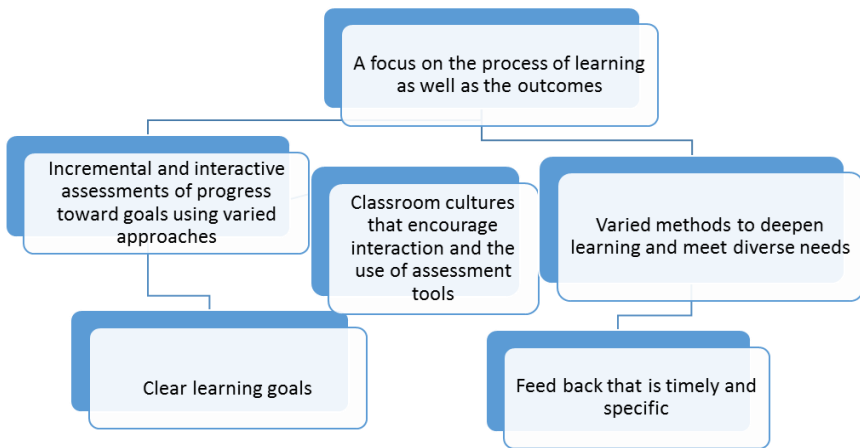 A focus on the process of learning
as well as the outcomes
Incremental and interactive
assessments of progress
toward goals using varied
approaches
Classroom cultures
that encourage
interaction and the
use of assessment
tools
Varied methods to deepen
learning and meet diverse needs
Clear learning goals
Feed back that is timely and
specific